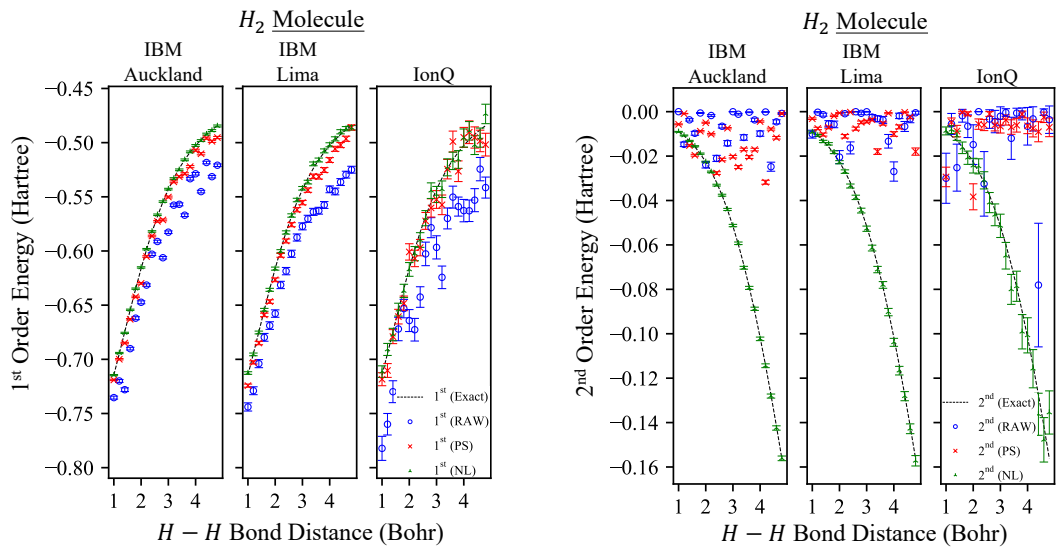 H₂ Molecule
IBM Auckland
IBM Lima
IonQ
1st Order Energy (Hartree)
−0.45
−0.50
−0.55
−0.60
−0.65
−0.70
−0.75
−0.80
1st (Exact)
1st (RAW)
1st (PS)
1st (NL)
1 2 3 4
1 2 3 4
1 2 3 4
H − H Bond Distance (Bohr)
H₂ Molecule
IBM Auckland
IBM Lima
IonQ
2nd Order Energy (Hartree)
0.00
−0.02
−0.04
−0.06
−0.08
−0.10
−0.12
−0.14
−0.16
2nd (Exact)
2nd (RAW)
2nd (PS)
2nd (NL)
1 2 3 4
1 2 3 4
1 2 3 4
H − H Bond Distance (Bohr)